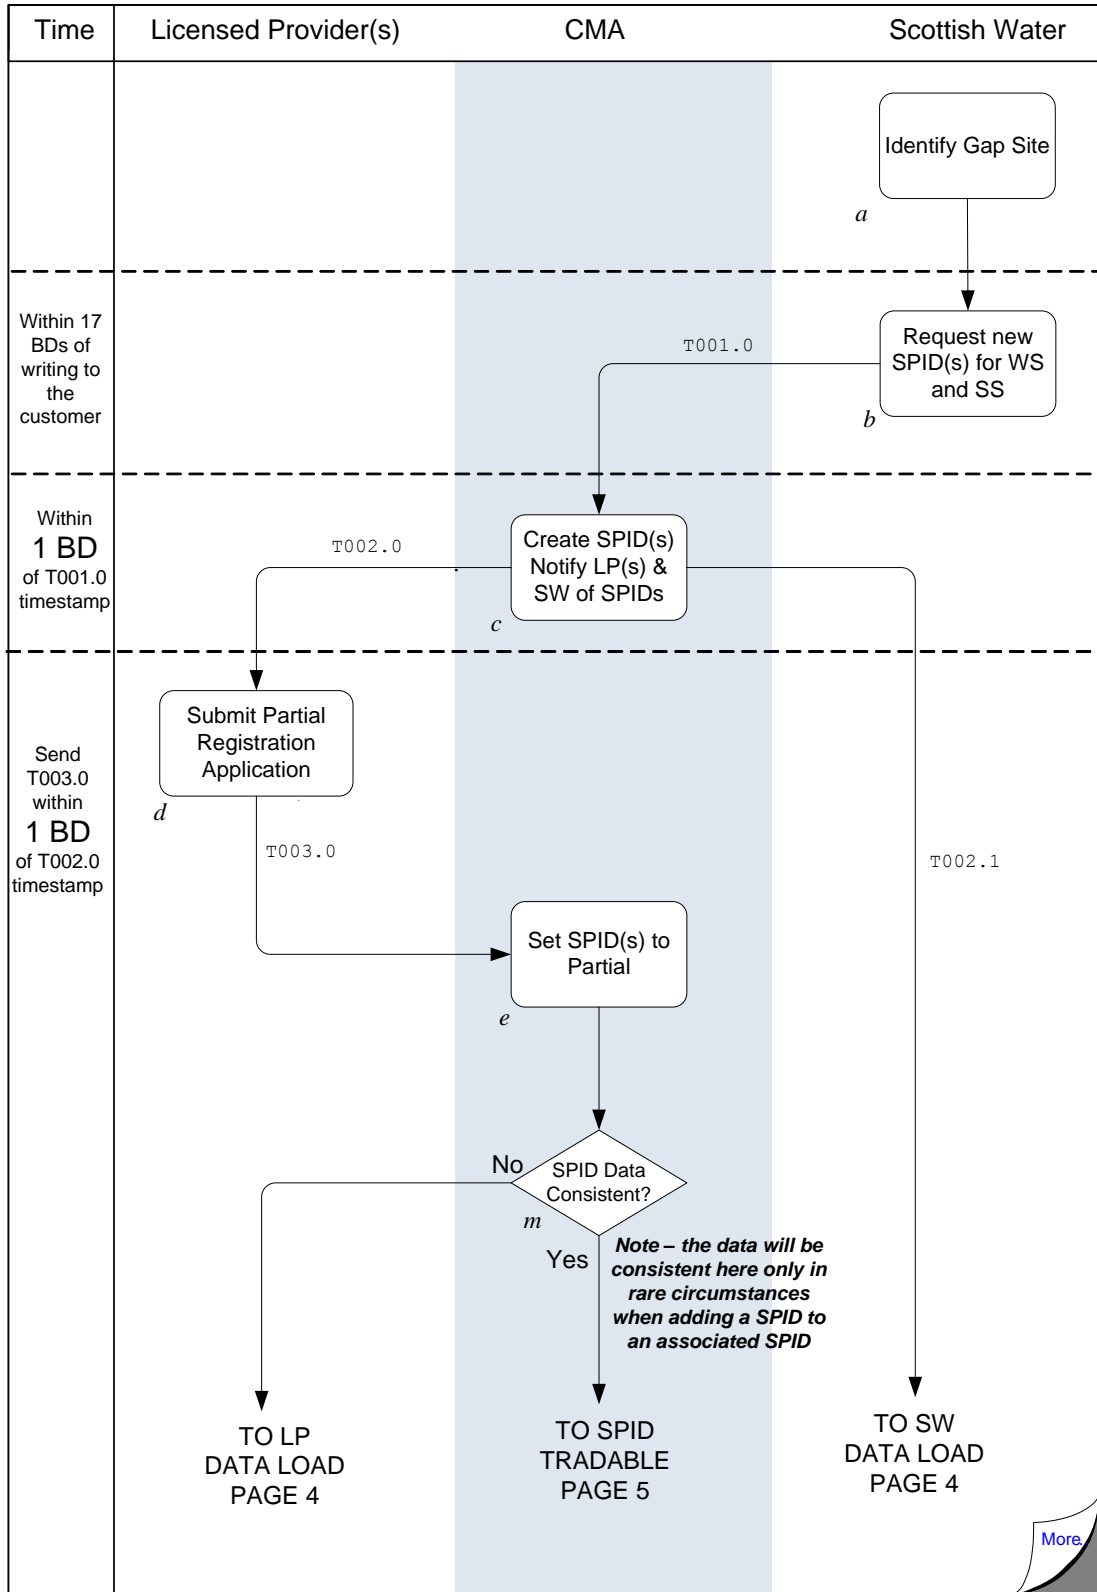 Time
Licensed Provider(s)
CMA
Scottish Water
Identify Gap Site
a
Within 17
BDs of
writing to
the
customer
T001.0
Request new
SPID(s) for WS
and SS
b
Within
1 BD
of T001.0
timestamp
T002.0
Create SPID(s)
Notify LP(s) &
SW of SPIDs
c
Send
T003.0
within
1 BD
of T002.0
timestamp
Submit Partial
Registration
Application
d
T003.0
T002.1
Set SPID(s) to
Partial
e
No
SPID Data
Consistent?
m
Yes
Note – the data will be
consistent here only in
rare circumstances
when adding a SPID to
an associated SPID
TO LP
DATA LOAD
PAGE 4
TO SPID
TRADABLE
PAGE 5
TO SW
DATA LOAD
PAGE 4
More..